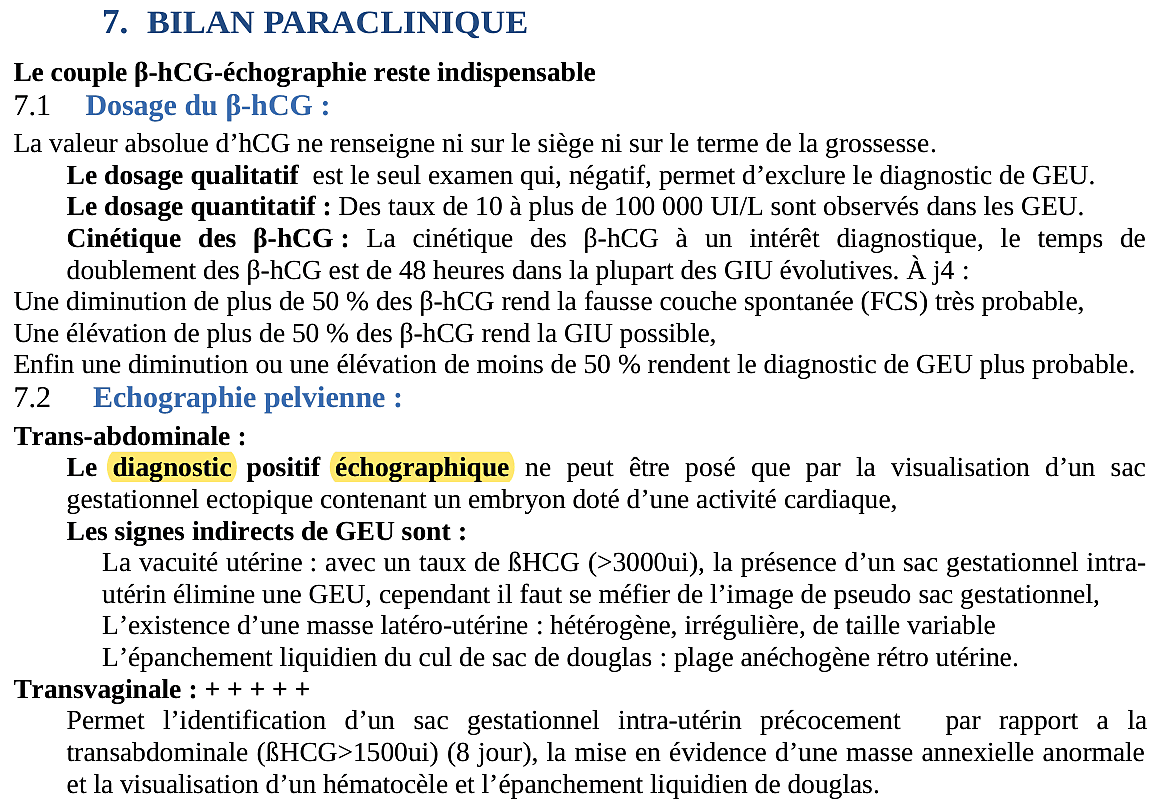 7. BILAN PARACLINIQUE
Le couple β-hCG-échographie reste indispensable
7.1 Dosage du β-hCG :
La valeur absolue d’hCG ne renseigne ni sur le siège ni sur le terme de la grossesse.
Le dosage qualitatif est le seul examen qui, négatif, permet d’exclure le diagnostic de GEU.
Le dosage quantitatif : Des taux de 10 à plus de 100 000 UI/L sont observés dans les GEU.
Cinétique des β-hCG : La cinétique des β-hCG à un intérêt diagnostique, le temps de
doublement des β-hCG est de 48 heures dans la plupart des GIU évolutives. À j4 :
Une diminution de plus de 50 % des β-hCG rend la fausse couche spontanée (FCS) très probable,
Une élévation de plus de 50 % des β-hCG rend la GIU possible,
Enfin une diminution ou une élévation de moins de 50 % rendent le diagnostic de GEU plus probable.
7.2 Echographie pelvienne :
Trans-abdominale :
Le diagnostic positif échographique ne peut être posé que par la visualisation d’un sac
gestationnel ectopique contenant un embryon doté d’une activité cardiaque,
Les signes indirects de GEU sont :
La vacuité utérine : avec un taux de ßHCG (>3000ui), la présence d’un sac gestationnel intra-
utérin élimine une GEU, cependant il faut se méfier de l’image de pseudo sac gestationnel,
L’existence d’une masse latéro-utérine : hétérogène, irrégulière, de taille variable
L’épanchement liquidien du cul de sac de douglas : plage anéchogène rétro utérine.
Transvaginale : + + + + +
Permet l’identification d’un sac gestationnel intra-utérin précocement par rapport a la
transabdominale (ßHCG>1500ui) (8 jour), la mise en évidence d’une masse annexielle anormale
et la visualisation d’un hématocèle et l’épanchement liquidien de douglas.